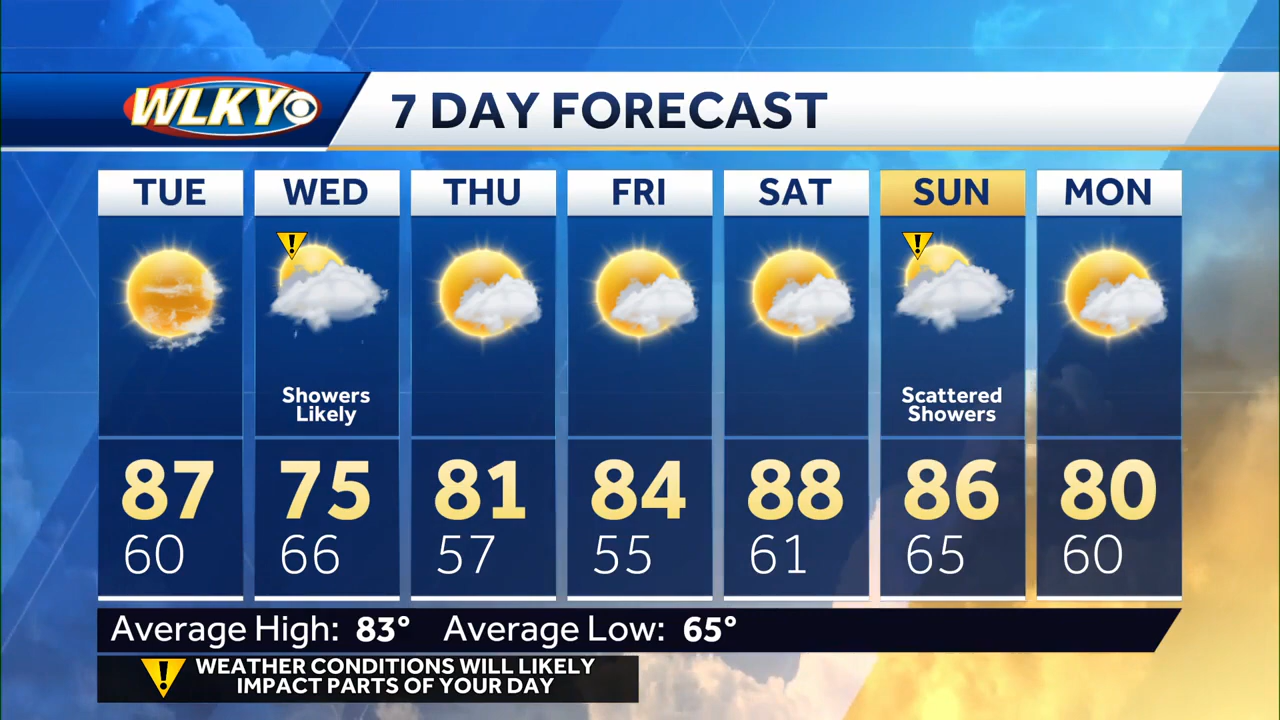 WLKY
7 DAY FORECAST
TUE WED THU FRI SAT SUN MON
! !
Showers
Likely
Scattered
Showers
87 75 81 84 88 86 80
60 66 57 55 61 65 60
Average High: 83° Average Low: 65°
! WEATHER CONDITIONS WILL LIKELY
IMPACT PARTS OF YOUR DAY